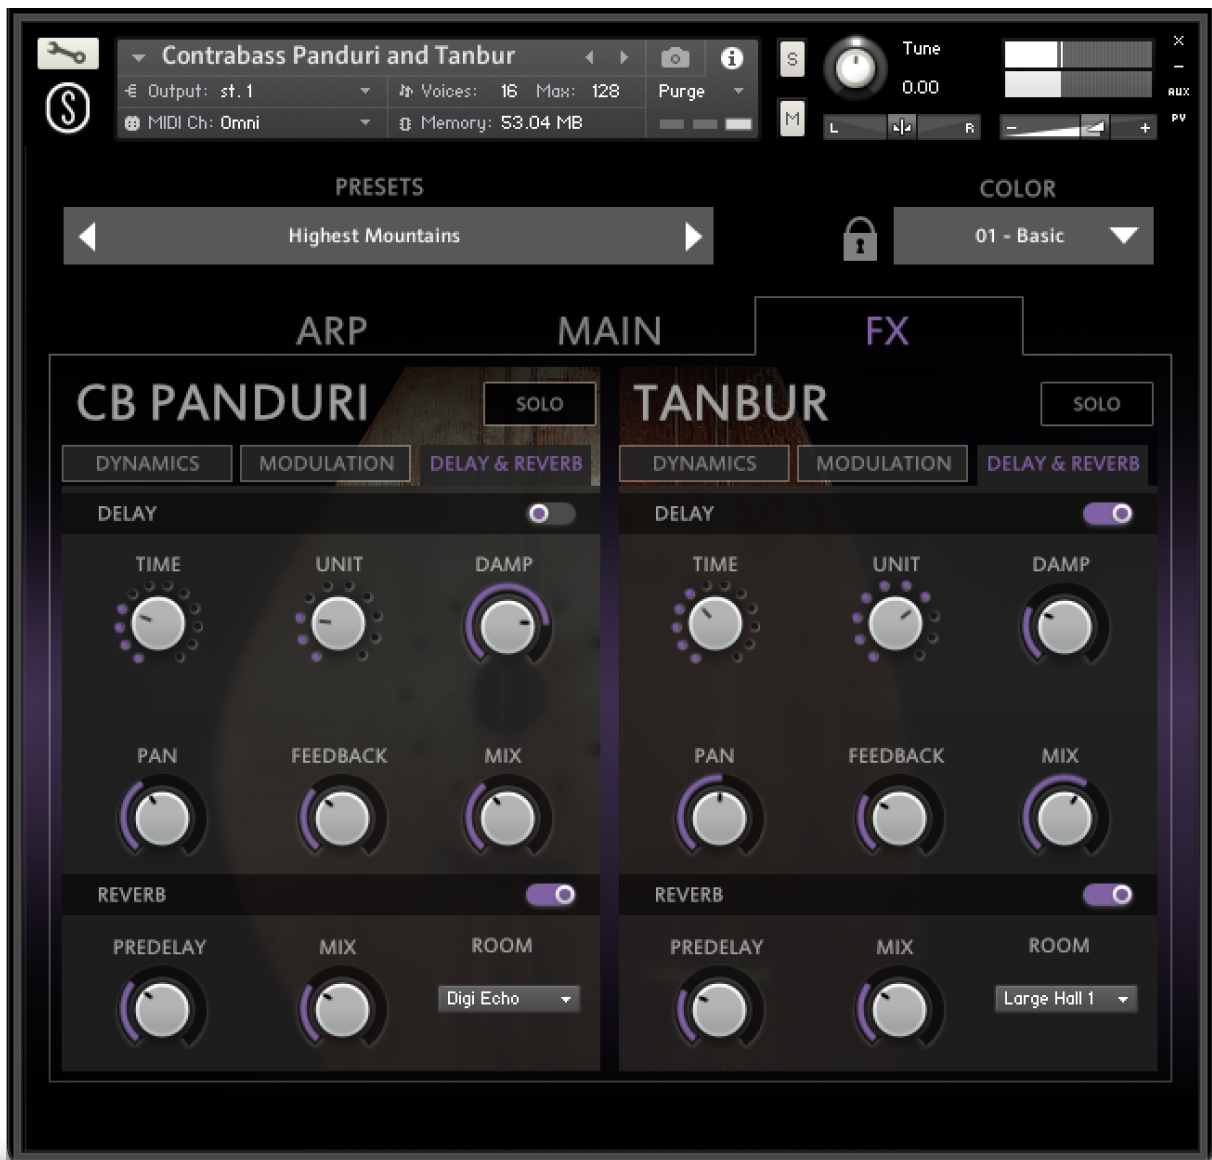 Contrabass Panduri and Tanbur
Output: st.1
Voices: 16 Max: 128
Purge
MIDI Ch: Omni
Memory: 53.04 MB
S
M
Tune
0.00
L R
- +
×
–
AUX
PV
PRESETS
COLOR
Highest Mountains
01 - Basic
ARP MAIN FX
CB PANDURI SOLO
DYNAMICS MODULATION DELAY & REVERB
DELAY
TIME UNIT DAMP
PAN FEEDBACK MIX
REVERB
PREDELAY MIX ROOM
Digi Echo
TANBUR SOLO
DYNAMICS MODULATION DELAY & REVERB
DELAY
TIME UNIT DAMP
PAN FEEDBACK MIX
REVERB
PREDELAY MIX ROOM
Large Hall 1